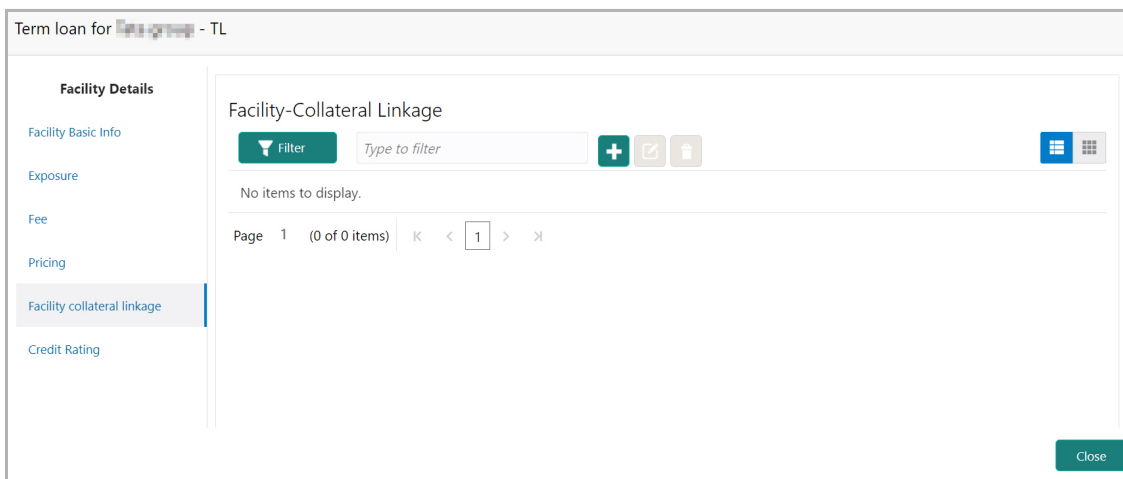 Term loan for - TL
Facility Details
Facility Basic Info
Exposure
Fee
Pricing
Facility collateral linkage
Credit Rating
Facility-Collateral Linkage
Filter Type to filter
No items to display.
Page 1 (0 of 0 items) 1
Close